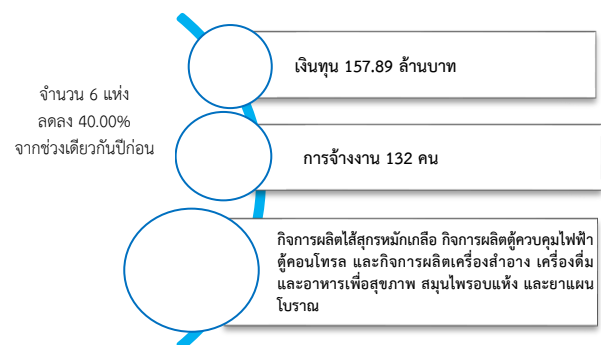 จำนวน 6 แห่ง
ลดลง 40.00%
จากช่วงเดียวกันปีก่อน
เงินทุน 157.89 ล้านบาท
การจ้างงาน 132 คน
กิจการผลิตไส้สุกรหมักเกลือ กิจการผลิตตู้ควบคุมไฟฟ้า
ตู้คอนโทรล และกิจการผลิตเครื่องสำอาง เครื่องดื่ม
และอาหารเพื่อสุขภาพ สมุนไพรอบแห้ง และยาแผน
โบราณ